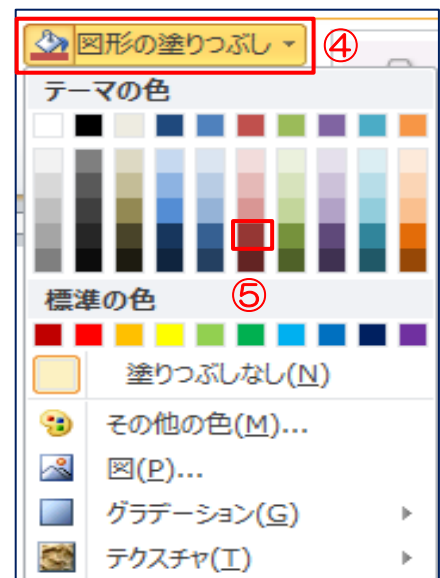 図形の塗りつぶし ④
テーマの色
⑤
標準の色
塗りつぶしなし(N)
その他の色(M)...
図(P)...
グラデーション(G)
テクスチャ(T)